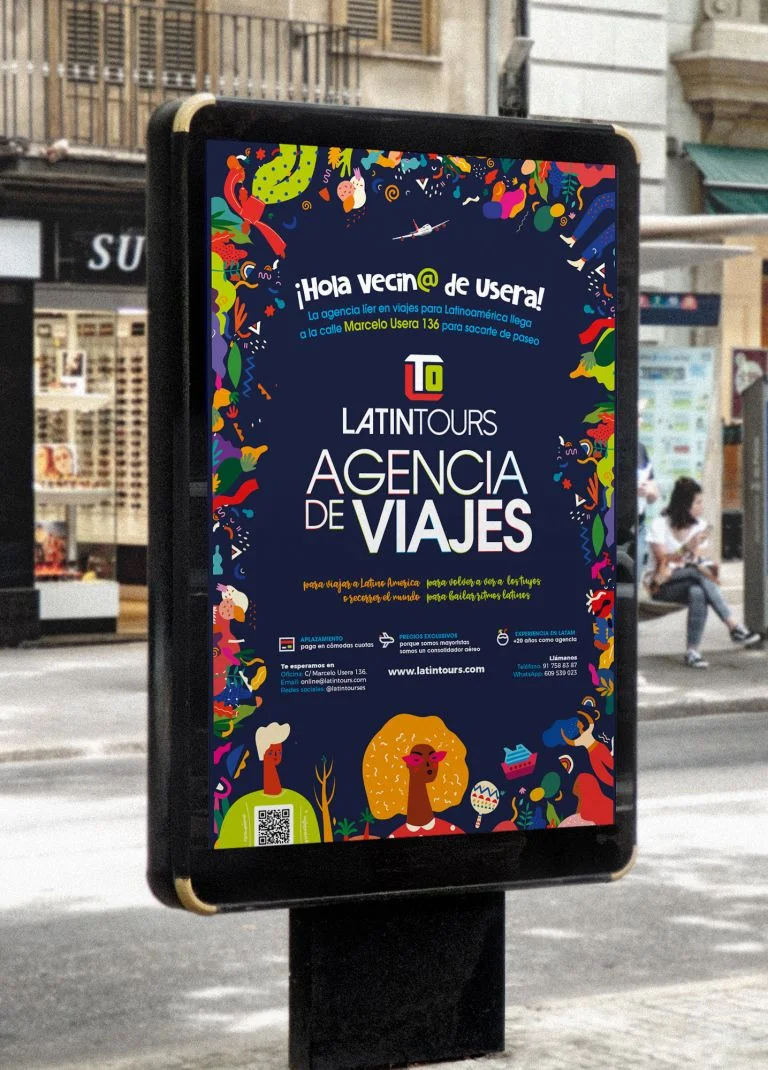 SU
¡Hola vecin@ de Usera!
La agencia líer en viajes para Latinoamérica llega
a la calle Marcelo Usera 136 para sacarte de paseo
TO
LATINTOURS
AGENCIA
DE VIAJES
para viajar a Latino America para volver a ver a los tuyos
o recorrer el mundo para bailar ritmos latinos
APLAZAMIENTO
pago en cómodas cuotas
PRECIOS EXCLUSIVOS
porque somos mayoristas
somos un consolidador aéreo
EXPERIENCIA EN LATAM
+20 años como agencia
Te esperamos en
Oficina: C/ Marcelo Usera 136.
Email: online@latintours.com
Redes sociales: @latintourses
www.latintours.com
Llámanos
Teléfono: 91 758 83 87
WhatsApp: 609 539 023